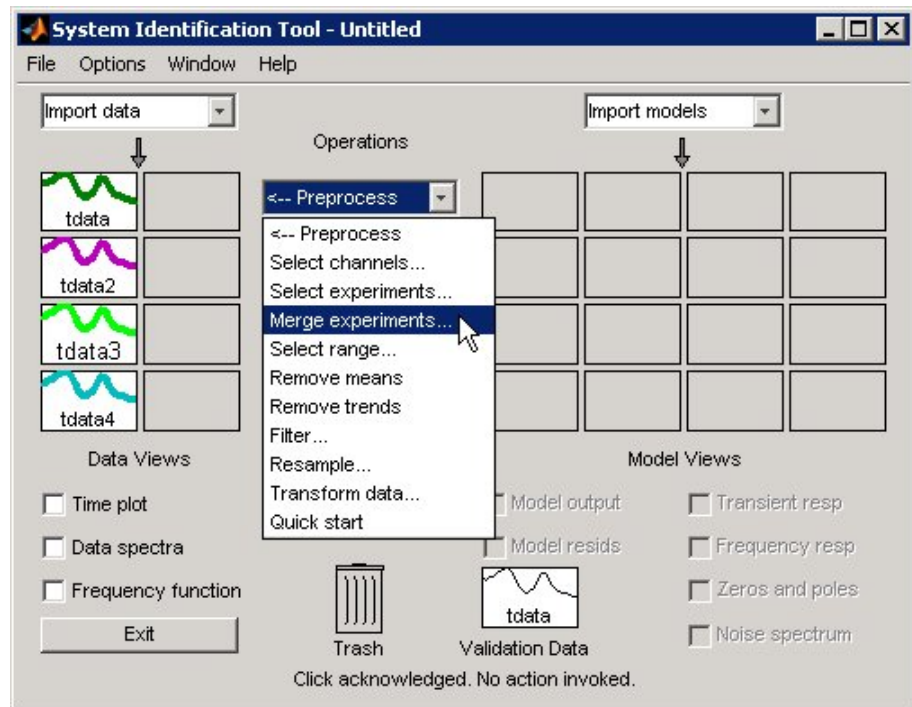 System Identification Tool - Untitled
File Options Window Help
Import data
Import models
Operations
<-- Preprocess
tdata
tdata2
tdata3
tdata4
<-- Preprocess
Select channels...
Select experiments...
Merge experiments...
Select range...
Remove means
Remove trends
Filter...
Resample...
Transform data...
Quick start
Data Views
Model Views
Time plot
Data spectra
Frequency function
Model output
Model resids
Transient resp
Frequency resp
Zeros and poles
Noise spectrum
Exit
Trash
tdata
Validation Data
Click acknowledged. No action invoked.